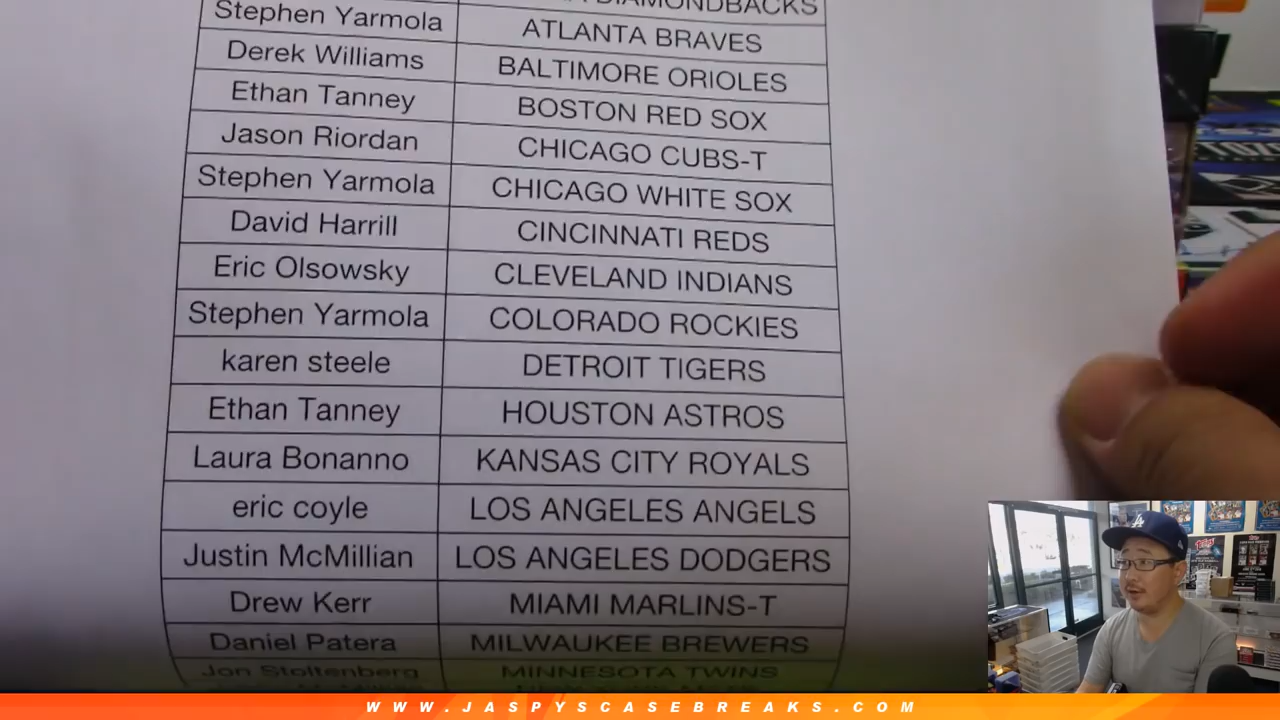 DIAMONDBACKS
Stephen Yarmola ATLANTA BRAVES
Derek Williams BALTIMORE ORIOLES
Ethan Tanney BOSTON RED SOX
Jason Riordan CHICAGO CUBS-T
Stephen Yarmola CHICAGO WHITE SOX
David Harrill CINCINNATI REDS
Eric Olsowsky CLEVELAND INDIANS
Stephen Yarmola COLORADO ROCKIES
karen steele DETROIT TIGERS
Ethan Tanney HOUSTON ASTROS
Laura Bonanno KANSAS CITY ROYALS
eric coyle LOS ANGELES ANGELS
Justin McMillian LOS ANGELES DODGERS
Drew Kerr MIAMI MARLINS-T
Daniel Patera MILWAUKEE BREWERS
Jon Stoltenberg MINNESOTA TWINS
WWW.JASPYSCASEBREAKS.COM